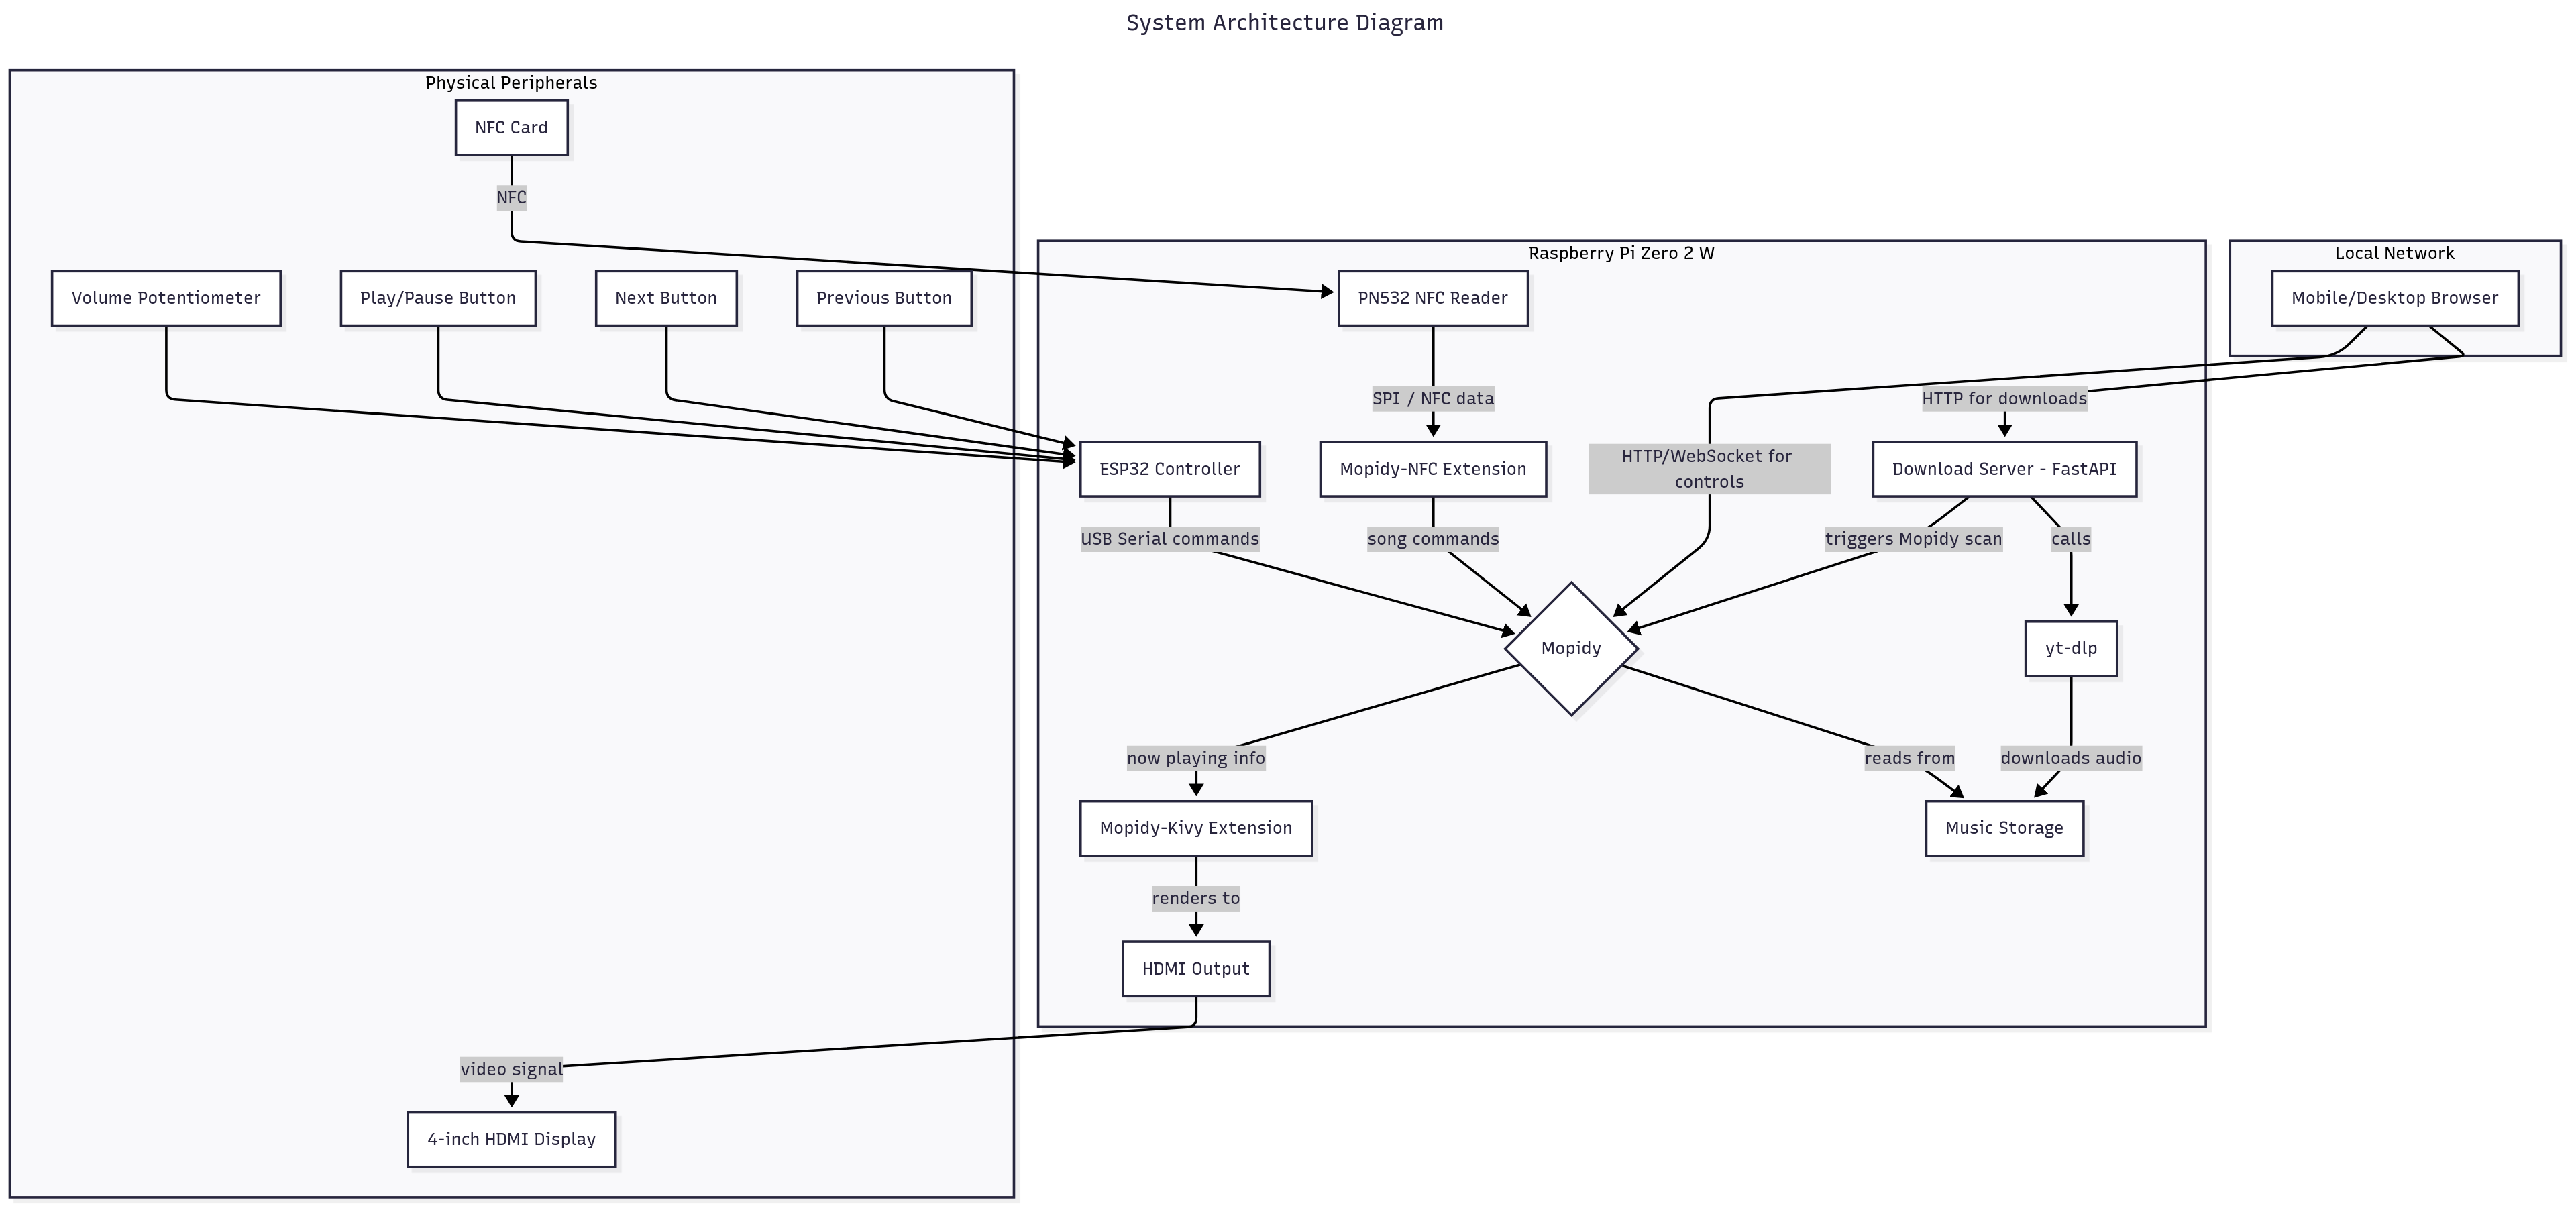 System Architecture Diagram
Physical Peripherals
NFC Card
NFC
Volume Potentiometer
Play/Pause Button
Next Button
Previous Button
Raspberry Pi Zero 2 W
PN532 NFC Reader
Local Network
Mobile/Desktop Browser
SPI / NFC data
HTTP for downloads
ESP32 Controller
Mopidy-NFC Extension
HTTP/WebSocket for
controls
Download Server - FastAPI
USB Serial commands
song commands
triggers Mopidy scan
calls
Mopidy
yt-dlp
now playing info
reads from
downloads audio
Mopidy-Kivy Extension
Music Storage
renders to
HDMI Output
video signal
4-inch HDMI Display